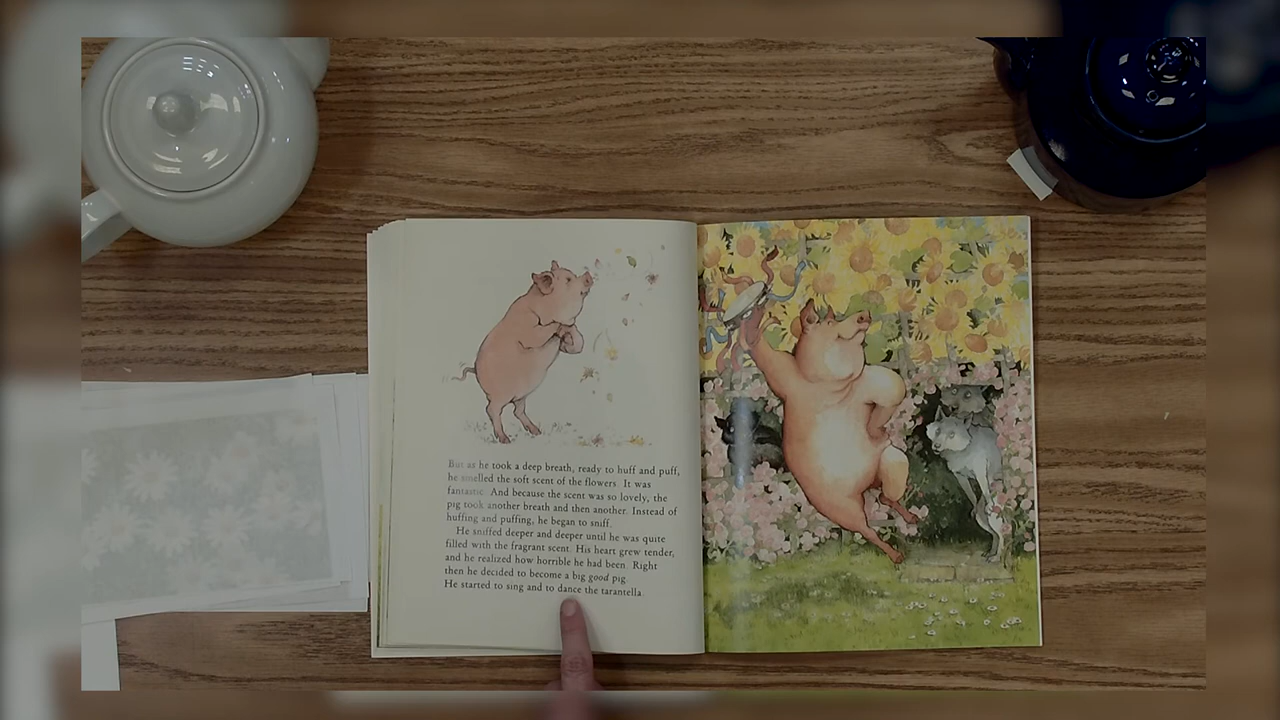 But as he took a deep breath, ready to huff and puff,
he smelled the soft scent of the flowers. It was
fantastic. And because the scent was so lovely, the
pig took another breath and then another. Instead of
huffing and puffing, he began to sniff.
He sniffed deeper and deeper until he was quite
filled with the fragrant scent. His heart grew tender,
and he realized how horrible he had been. Right
then he decided to become a big good pig.
He started to sing and to dance the tarantella.